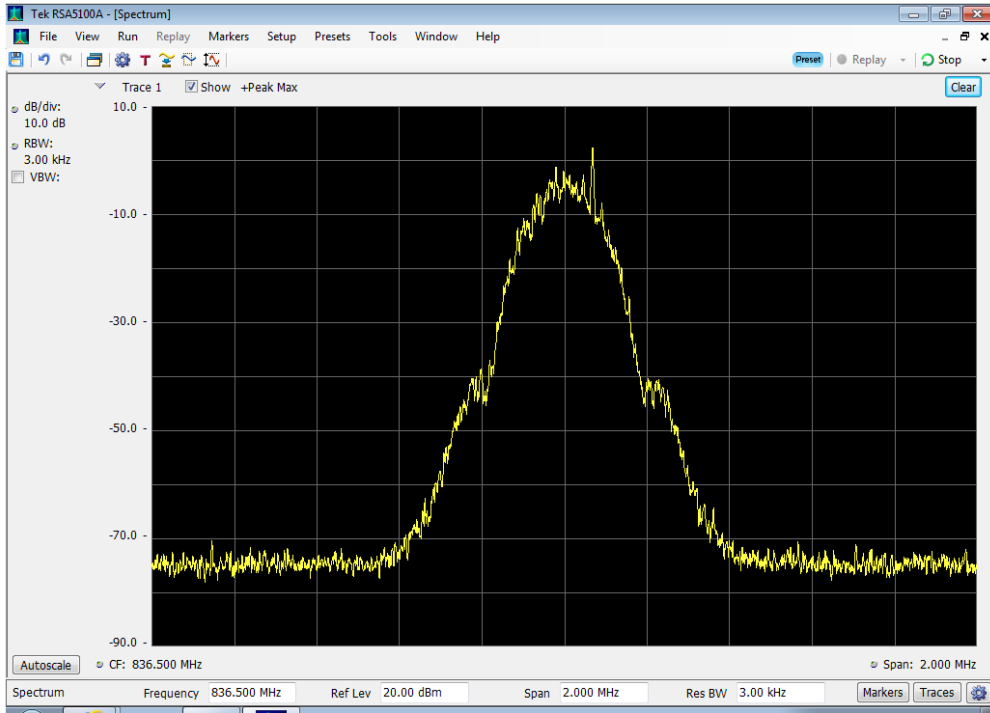 Tek RSA5100A - [Spectrum]
File View Run Replay Markers Setup Presets Tools Window Help
T Preset Replay Stop
Trace 1 Show +Peak Max Clear
dB/div: 10.0 -
10.0 dB
RBW:
3.00 kHz
VBW:
-10.0 -
-30.0 -
-50.0 -
-70.0 -
-90.0 -
Autoscale CF: 836.500 MHz Span: 2.000 MHz
Spectrum Frequency 836.500 MHz Ref Lev 20.00 dBm Span 2.000 MHz Res BW 3.00 kHz Markers Traces